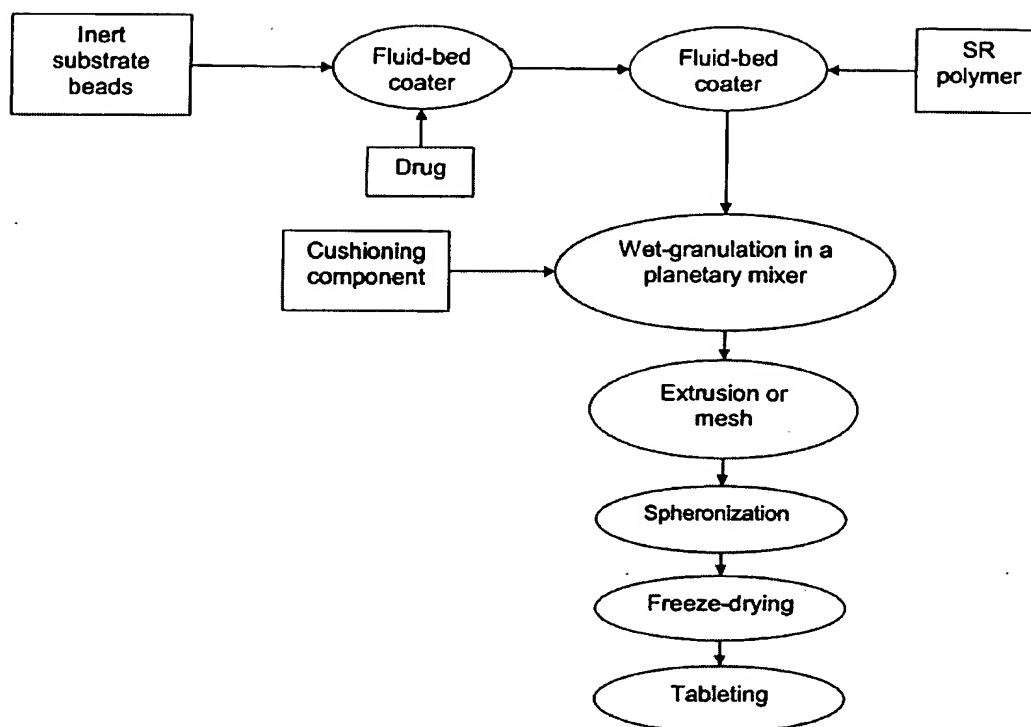 Inert
substrate
beads
Fluid-bed
coater
Fluid-bed
coater
SR
polymer
Drug
Cushioning
component
Wet-granulation in a
planetary mixer
Extrusion or
mesh
Spheronization
Freeze-drying
Tableting